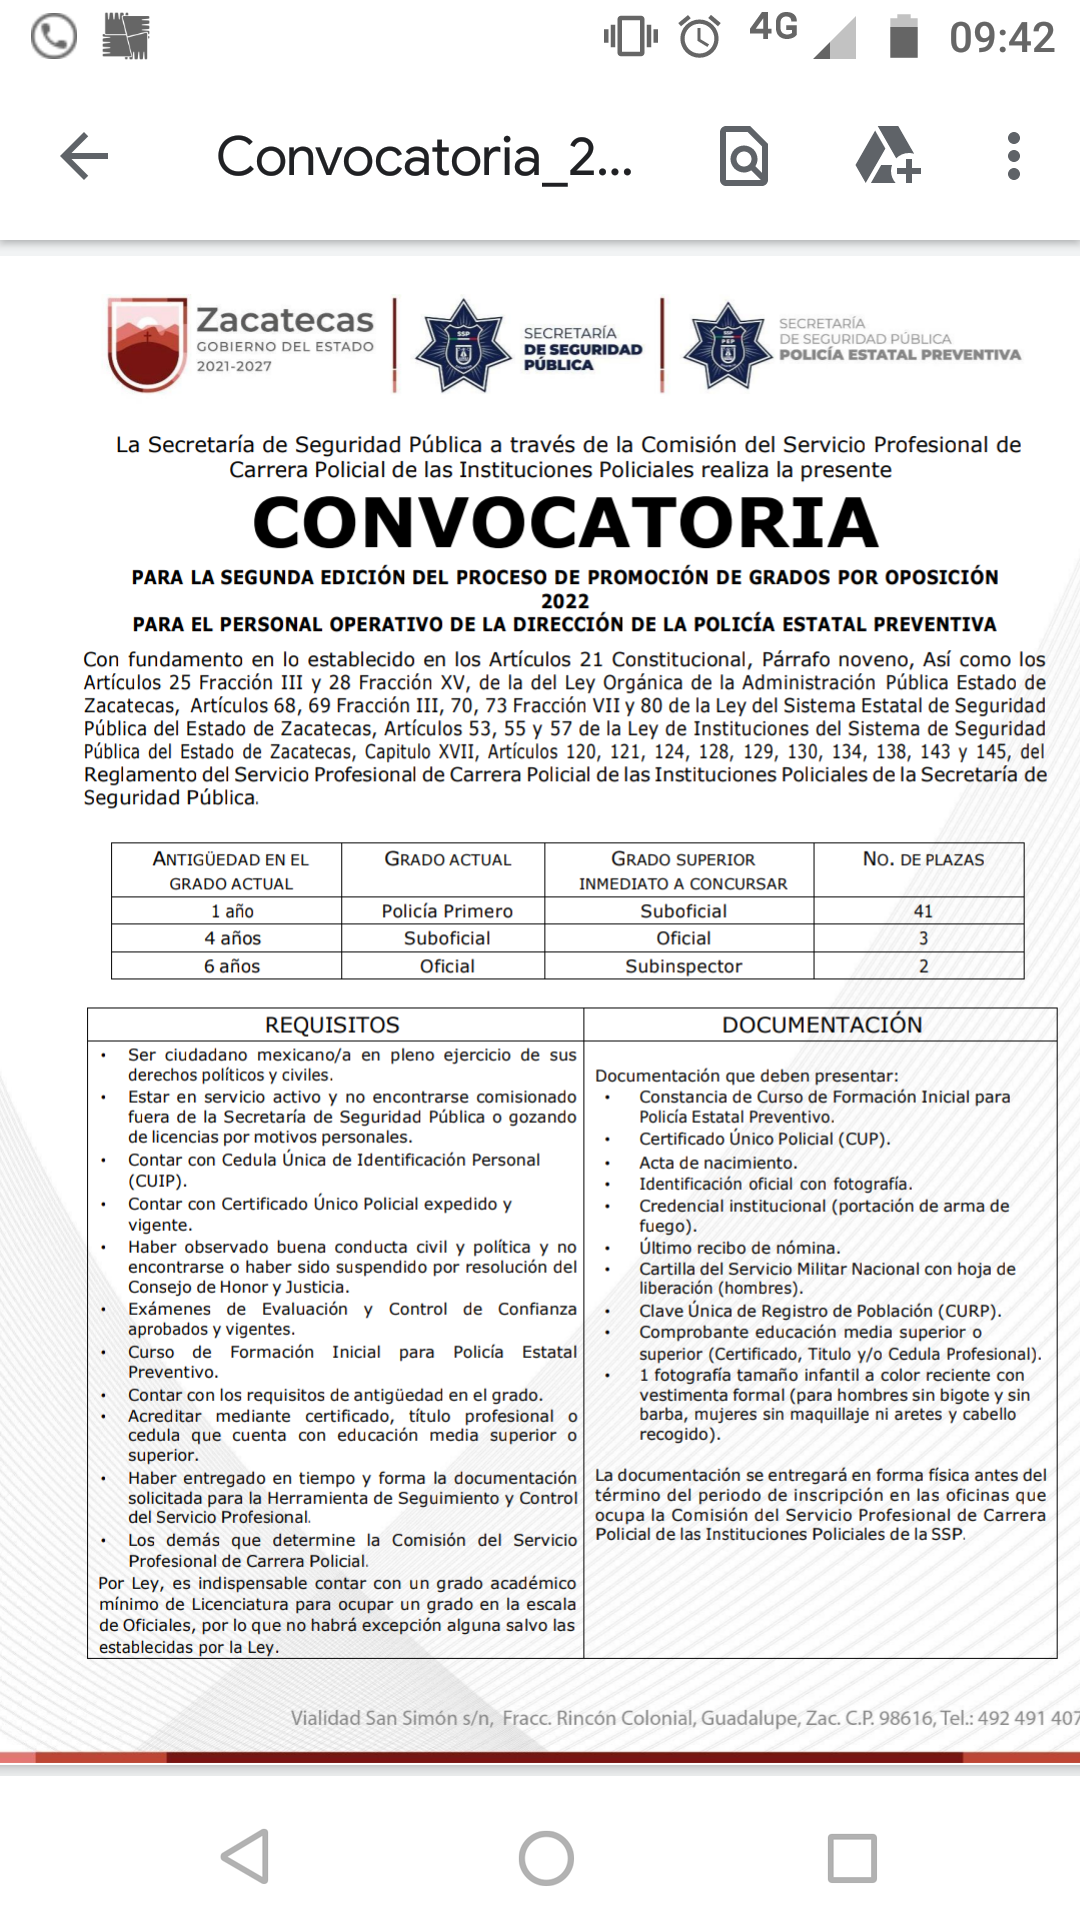 4G 09:42
Convocatoria_2...
Zacatecas
GOBIERNO DEL ESTADO
2021-2027
SSP
SECRETARÍA
DE SEGURIDAD
PÚBLICA
PEP
SECRETARÍA
DE SEGURIDAD PÚBLICA
POLICÍA ESTATAL PREVENTIVA
La Secretaría de Seguridad Pública a través de la Comisión del Servicio Profesional de
Carrera Policial de las Instituciones Policiales realiza la presente
CONVOCATORIA
PARA LA SEGUNDA EDICIÓN DEL PROCESO DE PROMOCIÓN DE GRADOS POR OPOSICIÓN
2022
PARA EL PERSONAL OPERATIVO DE LA DIRECCIÓN DE LA POLICÍA ESTATAL PREVENTIVA
Con fundamento en lo establecido en los Artículos 21 Constitucional, Párrafo noveno, Así como los
Artículos 25 Fracción III y 28 Fracción XV, de la del Ley Orgánica de la Administración Pública Estado de
Zacatecas, Artículos 68, 69 Fracción III, 70, 73 Fracción VII y 80 de la Ley del Sistema Estatal de Seguridad
Pública del Estado de Zacatecas, Artículos 53, 55 y 57 de la Ley de Instituciones del Sistema de Seguridad
Pública del Estado de Zacatecas, Capitulo XVII, Artículos 120, 121, 124, 128, 129, 130, 134, 138, 143 y 145, del
Reglamento del Servicio Profesional de Carrera Policial de las Instituciones Policiales de la Secretaría de
Seguridad Pública.
ANTIGÜEDAD EN EL GRADO ACTUAL GRADO ACTUAL GRADO SUPERIOR INMEDIATO A CONCURSAR NO. DE PLAZAS
1 año Policía Primero Suboficial 41
4 años Suboficial Oficial 3
6 años Oficial Subinspector 2
REQUISITOS
• Ser ciudadano mexicano/a en pleno ejercicio de sus
derechos políticos y civiles.
• Estar en servicio activo y no encontrarse comisionado
fuera de la Secretaría de Seguridad Pública o gozando
de licencias por motivos personales.
• Contar con Cedula Única de Identificación Personal
(CUIP).
• Contar con Certificado Único Policial expedido y
vigente.
• Haber observado buena conducta civil y política y no
encontrarse o haber sido suspendido por resolución del
Consejo de Honor y Justicia.
• Exámenes de Evaluación y Control de Confianza
aprobados y vigentes.
• Curso de Formación Inicial para Policía Estatal
Preventivo.
• Contar con los requisitos de antigüedad en el grado.
• Acreditar mediante certificado, título profesional o
cedula que cuenta con educación media superior o
superior.
• Haber entregado en tiempo y forma la documentación
solicitada para la Herramienta de Seguimiento y Control
del Servicio Profesional.
• Los demás que determine la Comisión del Servicio
Profesional de Carrera Policial.
Por Ley, es indispensable contar con un grado académico
mínimo de Licenciatura para ocupar un grado en la escala
de Oficiales, por lo que no habrá excepción alguna salvo las
establecidas por la Ley.
DOCUMENTACIÓN
Documentación que deben presentar:
• Constancia de Curso de Formación Inicial para
Policía Estatal Preventivo.
• Certificado Único Policial (CUP).
• Acta de nacimiento.
• Identificación oficial con fotografía.
• Credencial institucional (portación de arma de
fuego).
• Último recibo de nómina.
• Cartilla del Servicio Militar Nacional con hoja de
liberación (hombres).
• Clave Única de Registro de Población (CURP).
• Comprobante educación media superior o
superior (Certificado, Titulo y/o Cedula Profesional).
• 1 fotografía tamaño infantil a color reciente con
vestimenta formal (para hombres sin bigote y sin
barba, mujeres sin maquillaje ni aretes y cabello
recogido).
La documentación se entregará en forma física antes del
término del periodo de inscripción en las oficinas que
ocupa la Comisión del Servicio Profesional de Carrera
Policial de las Instituciones Policiales de la SSP.
Vialidad San Simón s/n, Fracc. Rincón Colonial, Guadalupe, Zac. C.P. 98616, Tel.: 492 491 407